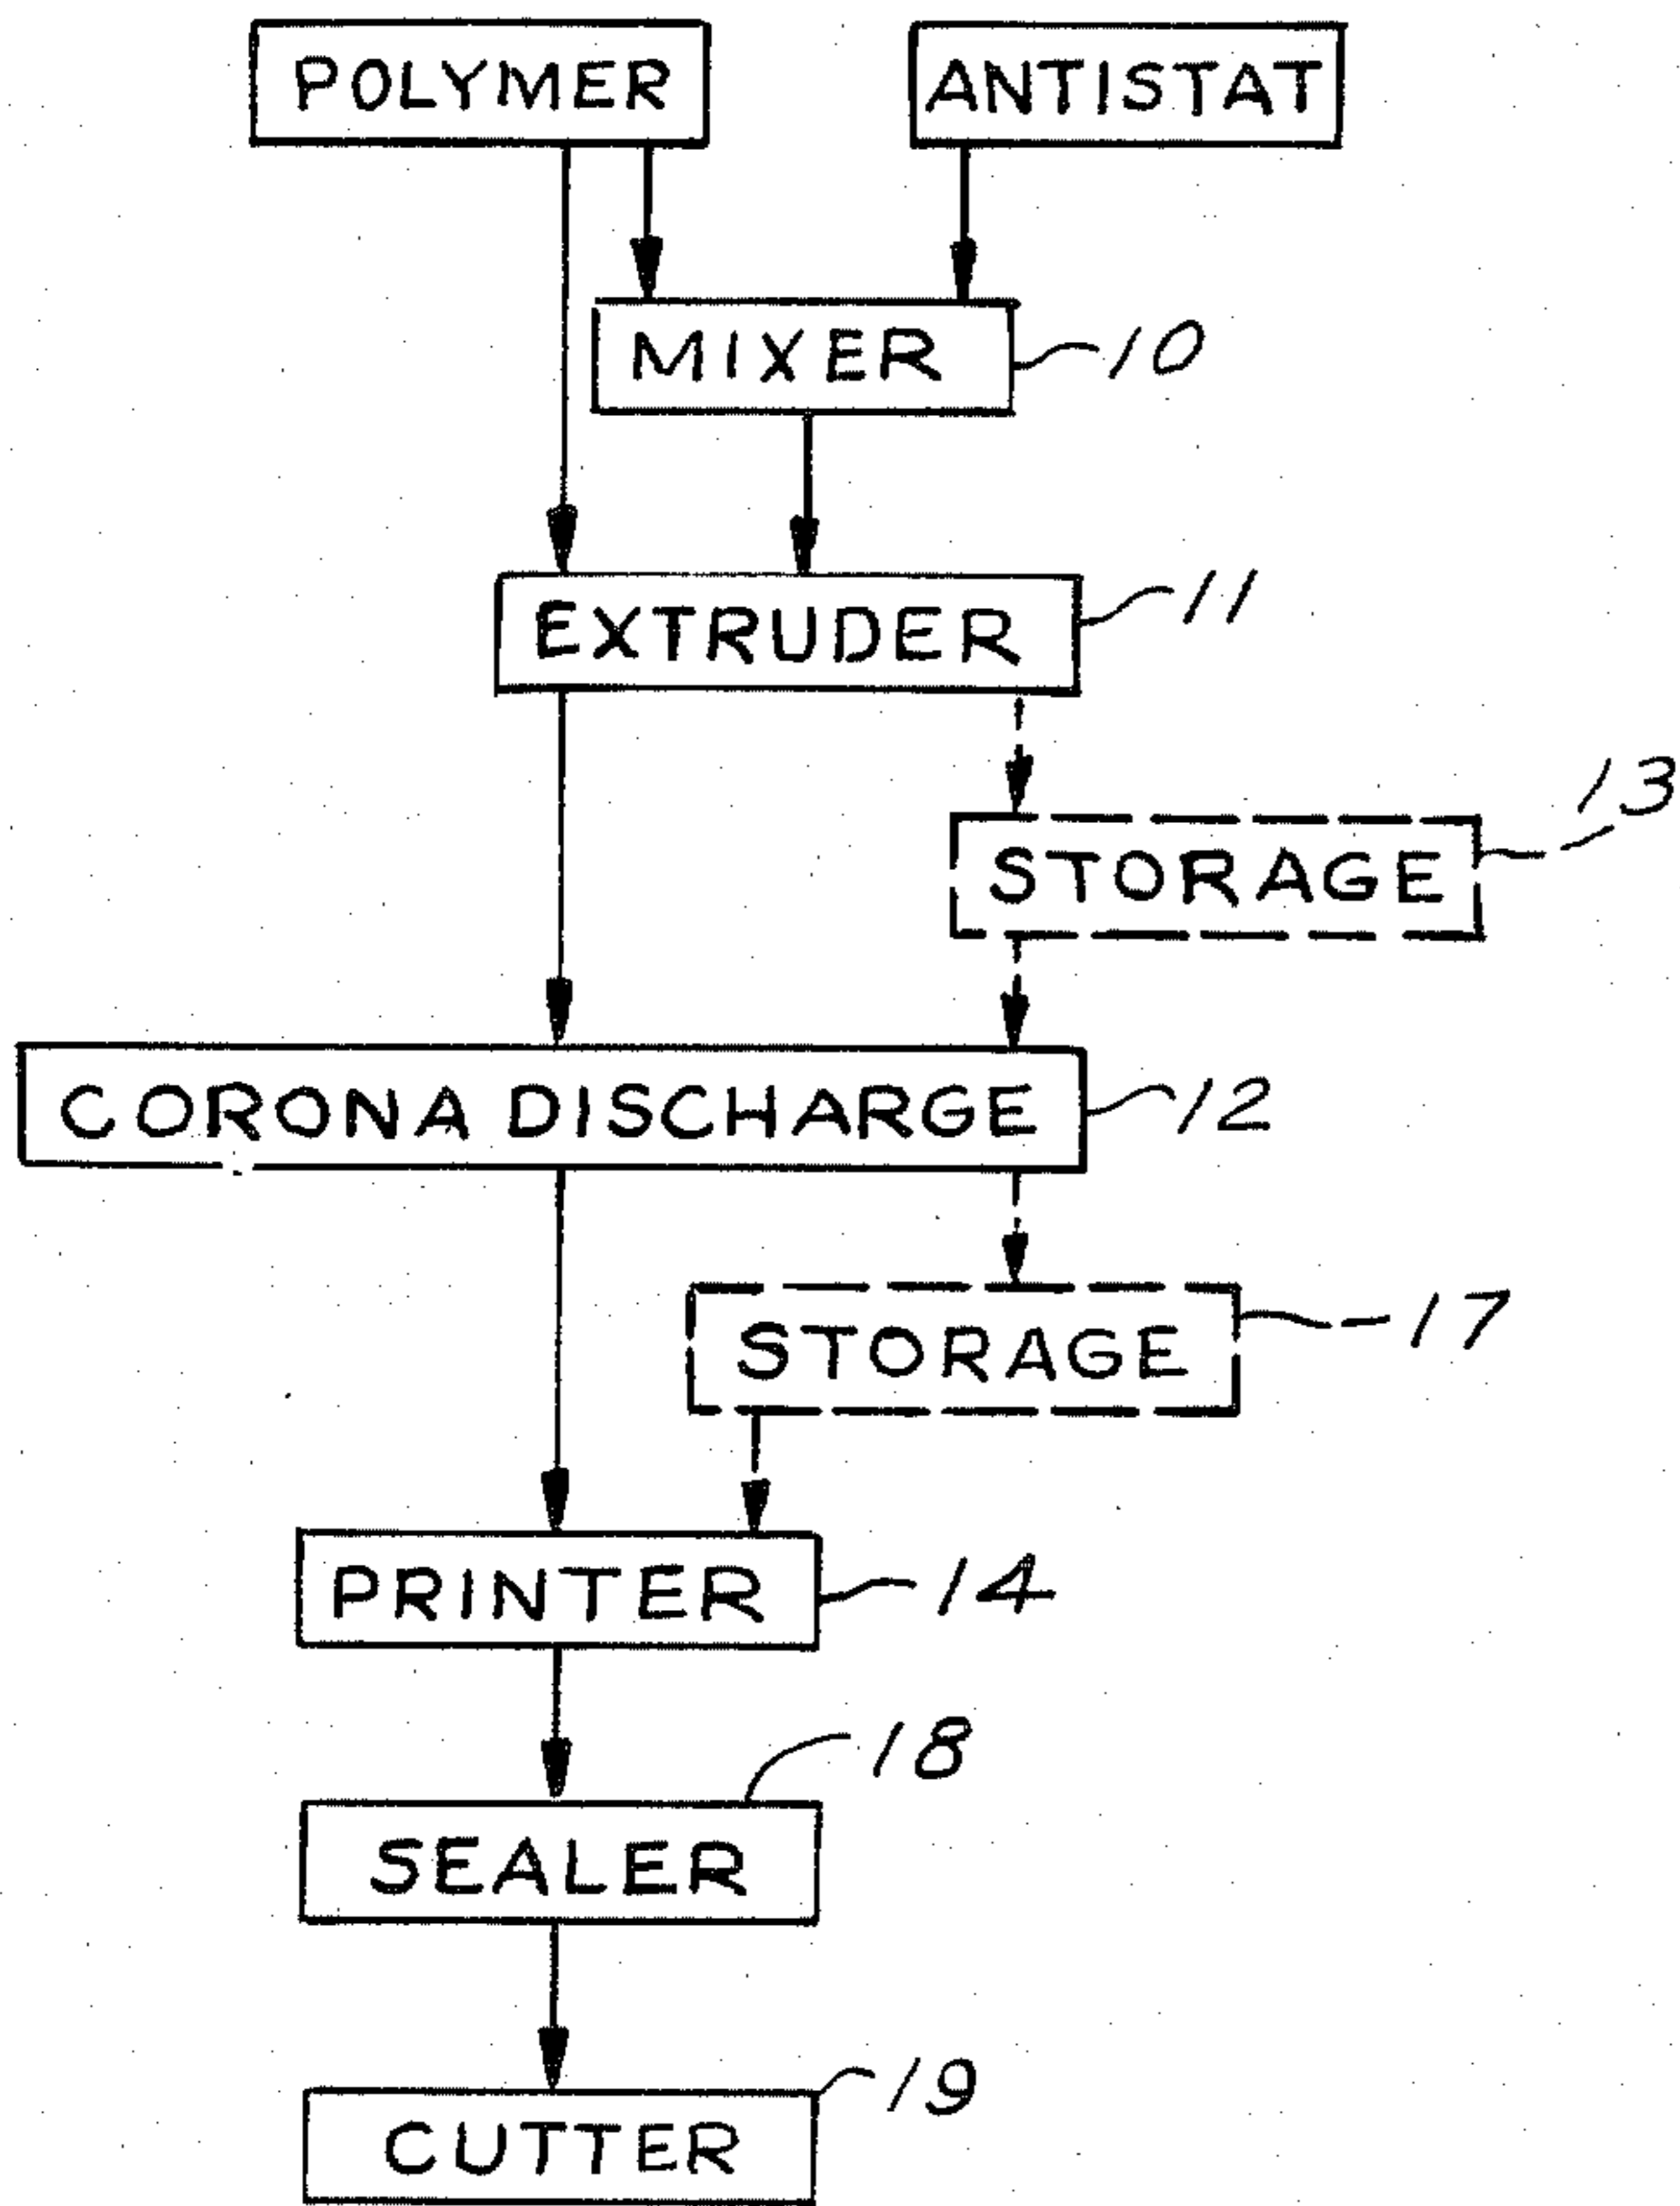 POLYMER
ANTISTAT
MIXER
10
EXTRUDER
11
13
STORAGE
CORONA DISCHARGE
12
STORAGE
17
PRINTER
14
18
SEALER
19
CUTTER